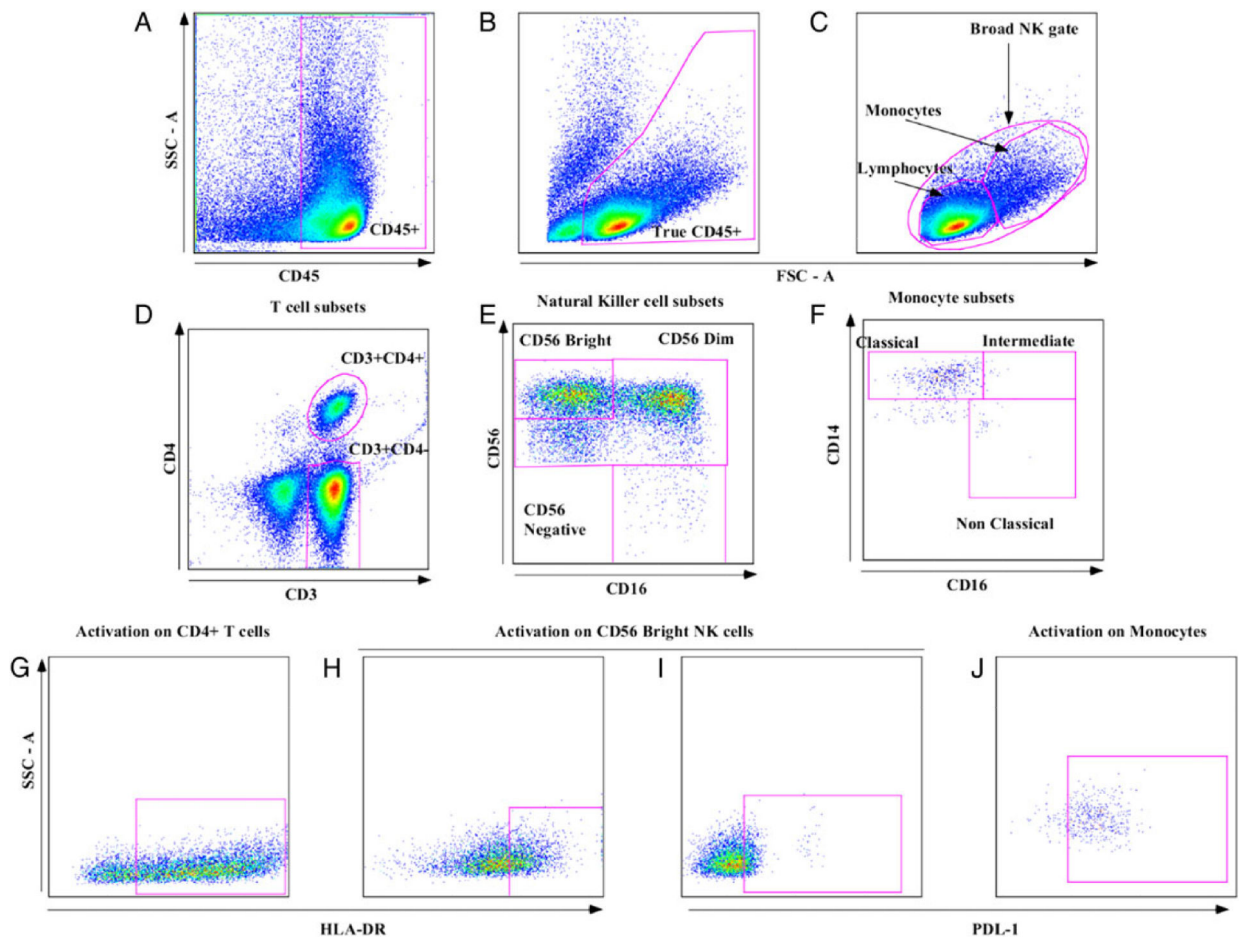 A
B
C
Broad NK gate
Monocytes
Lymphocytes
SSC - A
CD45+
True CD45+
CD45
FSC - A
D
T cell subsets
E
Natural Killer cell subsets
F
Monocyte subsets
CD3+CD4+
CD3+CD4-
CD4
CD3
CD56 Bright
CD56 Dim
CD56
CD56
Negative
CD16
Classical
Intermediate
CD14
Non Classical
CD16
Activation on CD4+ T cells
Activation on CD56 Bright NK cells
Activation on Monocytes
G
H
I
J
SSC - A
HLA-DR
PDL-1